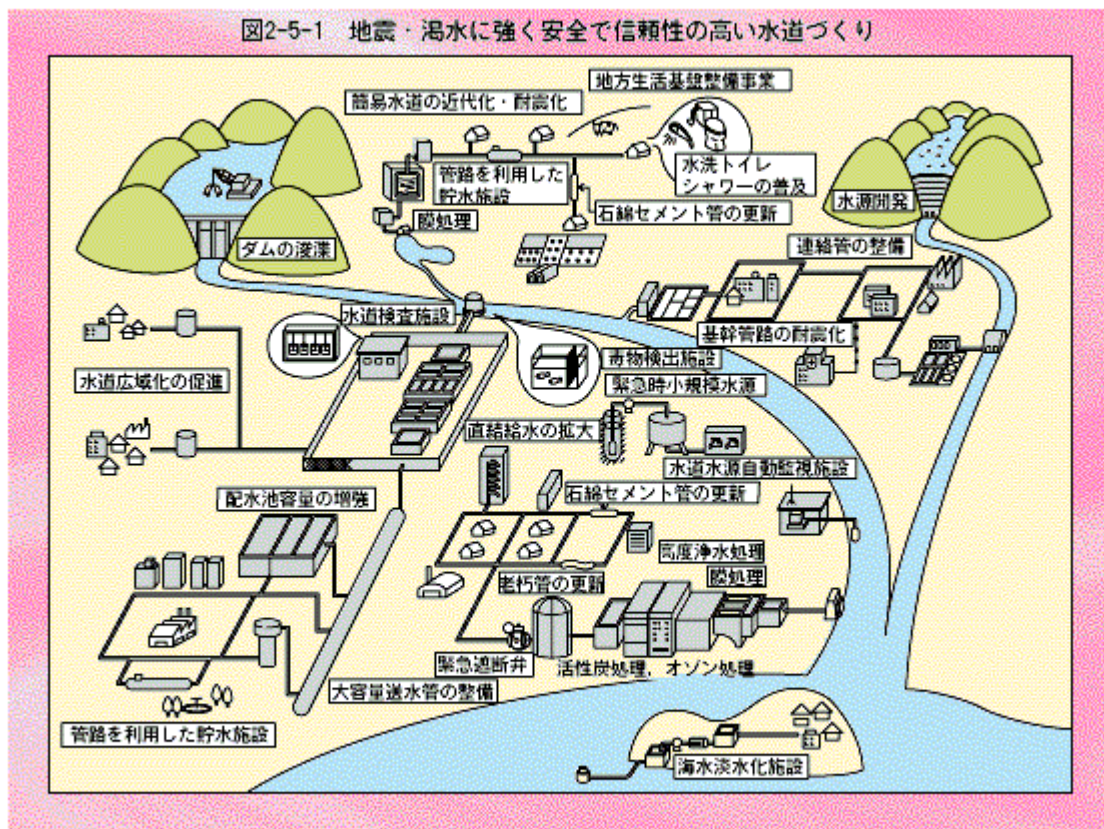 図2-5-1 地震・渇水に強く安全で信頼性の高い水道づくり
地方生活基盤整備事業
簡易水道の近代化・耐震化
管路を利用した
貯水施設
水洗トイレ
シャワーの普及
水源開発
膜処理
石綿セメント管の更新
ダムの浚渫
連絡管の整備
水道検査施設
基幹管路の耐震化
毒物検出施設
緊急時小規模水源
水道広域化の促進
直結給水の拡大
水道水源自動監視施設
配水池容量の増強
石綿セメント管の更新
高度浄水処理
膜処理
老朽管の更新
緊急遮断弁
活性炭処理，オゾン処理
大容量送水管の整備
管路を利用した貯水施設
海水淡水化施設